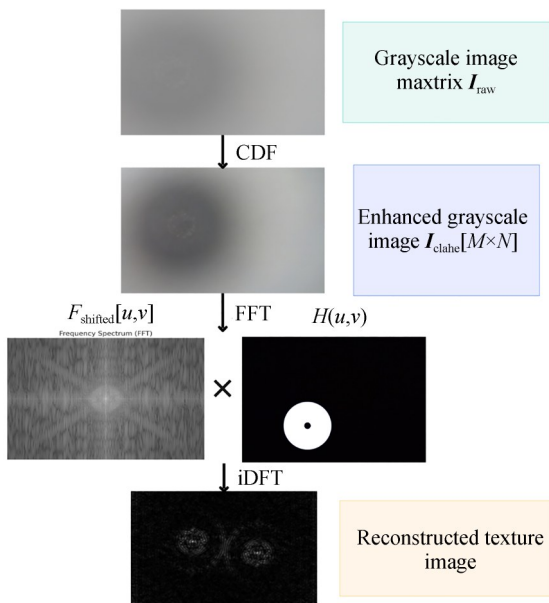 Grayscale image
maxtrix I_raw
CDF
Enhanced grayscale
image I_clahe[M×N]
F_shifted[u,v]
FFT
H(u,v)
Frequency Spectrum (FFT)
×
iDFT
Reconstructed texture
image